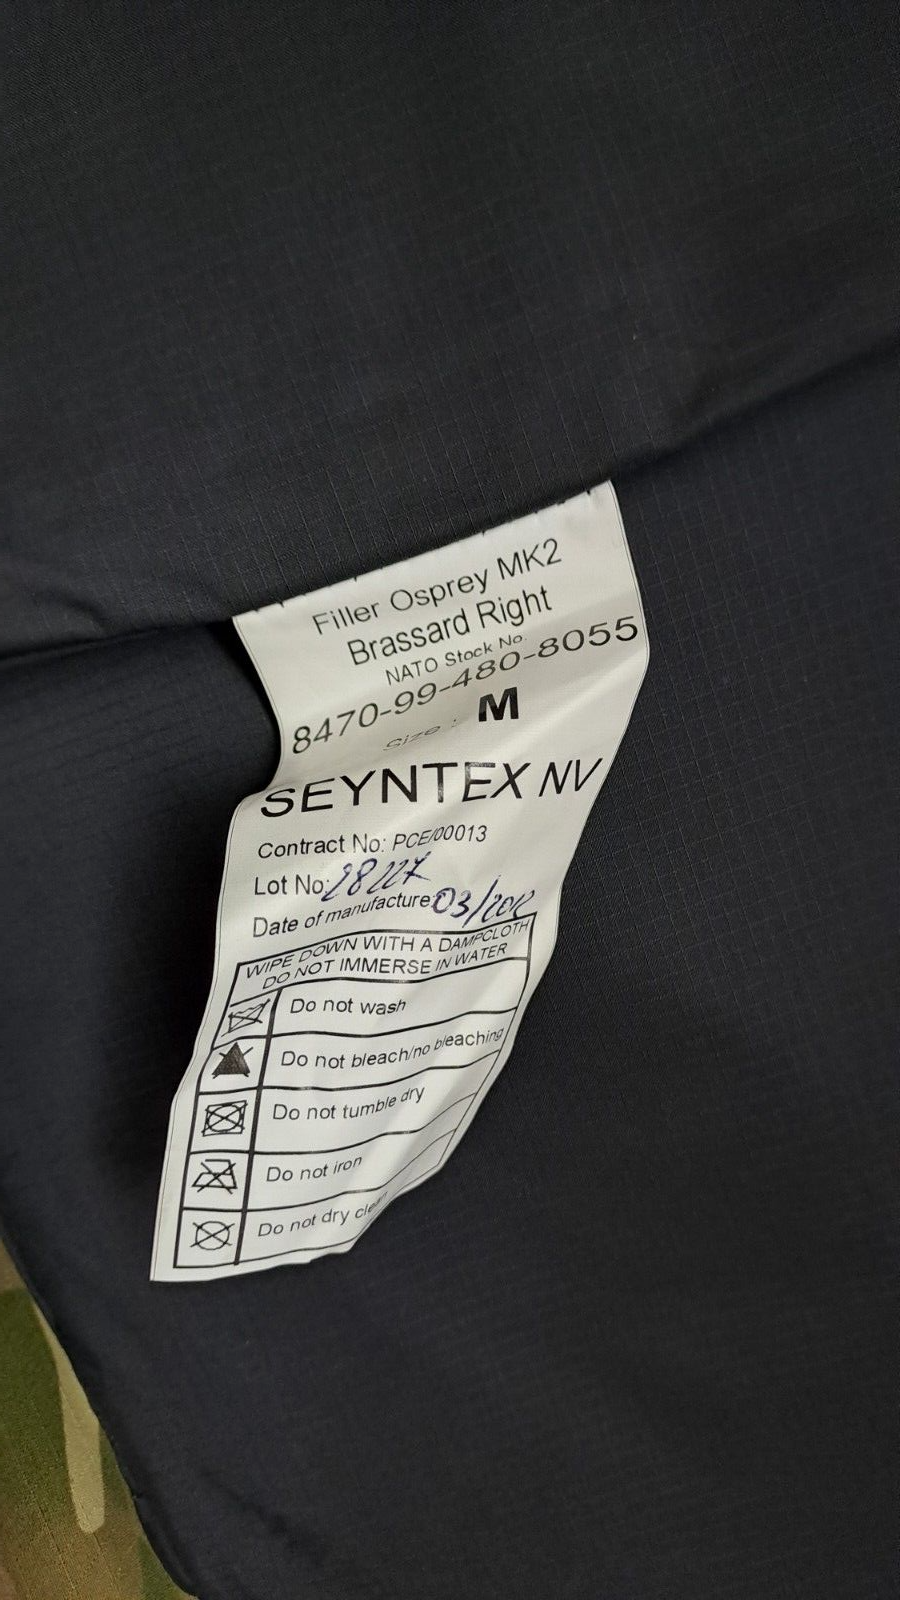 Filler Osprey MK2
Brassard Right
NATO Stock No.
8470-99-480-8055
Size: M
SEYNTEX NV
Contract No: PCE/00013
Lot No:
Date of manufacture: 03/2012
WIPE DOWN WITH A DAMPCLOTH
DO NOT IMMERSE IN WATER
Do not wash
Do not bleach/no bleaching
Do not tumble dry
Do not iron
Do not dry clean